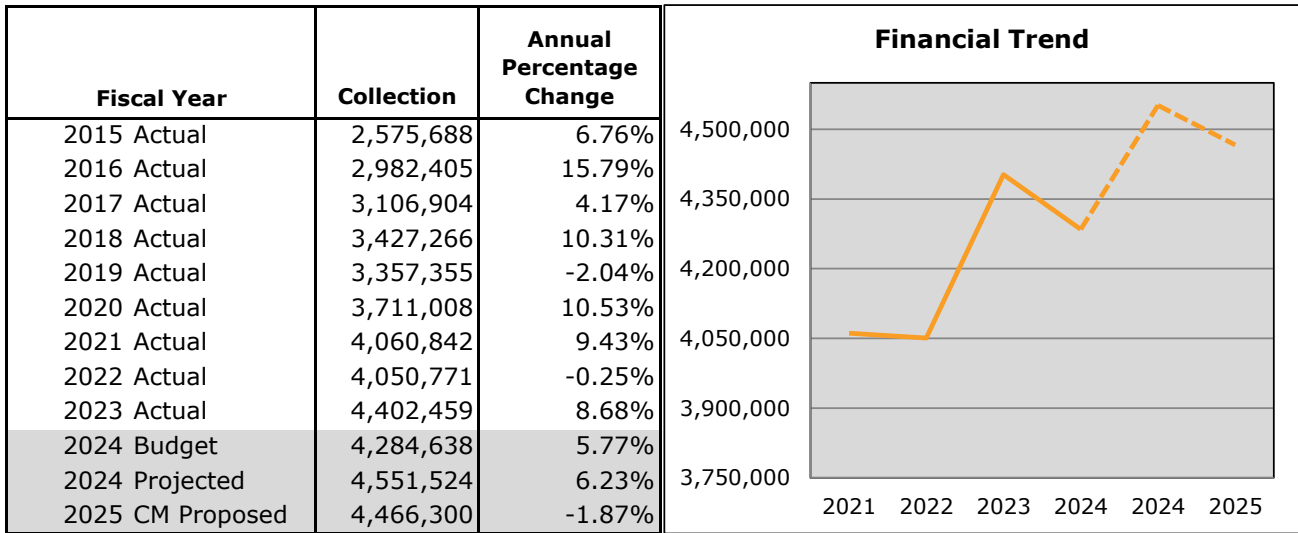 Annual
Percentage
Fiscal Year Collection Change
2015 Actual 2,575,688 6.76%
2016 Actual 2,982,405 15.79%
2017 Actual 3,106,904 4.17%
2018 Actual 3,427,266 10.31%
2019 Actual 3,357,355 -2.04%
2020 Actual 3,711,008 10.53%
2021 Actual 4,060,842 9.43%
2022 Actual 4,050,771 -0.25%
2023 Actual 4,402,459 8.68%
2024 Budget 4,284,638 5.77%
2024 Projected 4,551,524 6.23%
2025 CM Proposed 4,466,300 -1.87%
Financial Trend
4,500,000
4,350,000
4,200,000
4,050,000
3,900,000
3,750,000
2021 2022 2023 2024 2024 2025